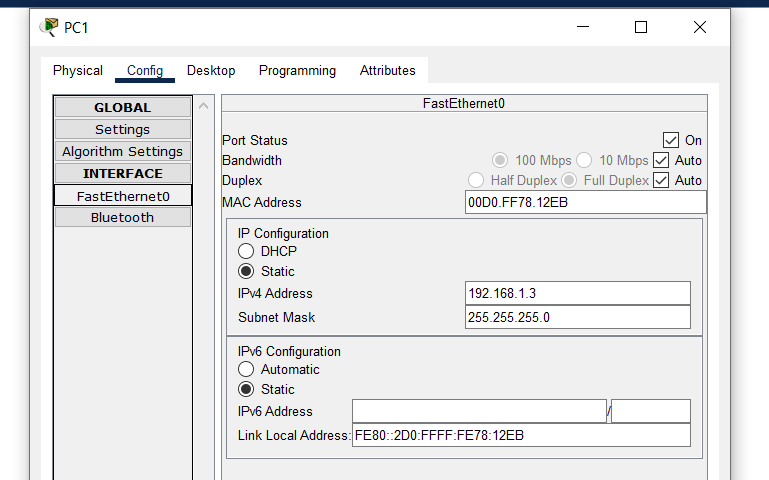 PC1
Physical Config Desktop Programming Attributes
GLOBAL
Settings
Algorithm Settings
INTERFACE
FastEthernet0
Bluetooth
FastEthernet0
Port Status On
Bandwidth 100 Mbps 10 Mbps Auto
Duplex Half Duplex Full Duplex Auto
MAC Address 00D0.FF78.12EB
IP Configuration
DHCP
Static
IPv4 Address 192.168.1.3
Subnet Mask 255.255.255.0
IPv6 Configuration
Automatic
Static
IPv6 Address /
Link Local Address: FE80::2D0:FFFF:FE78:12EB